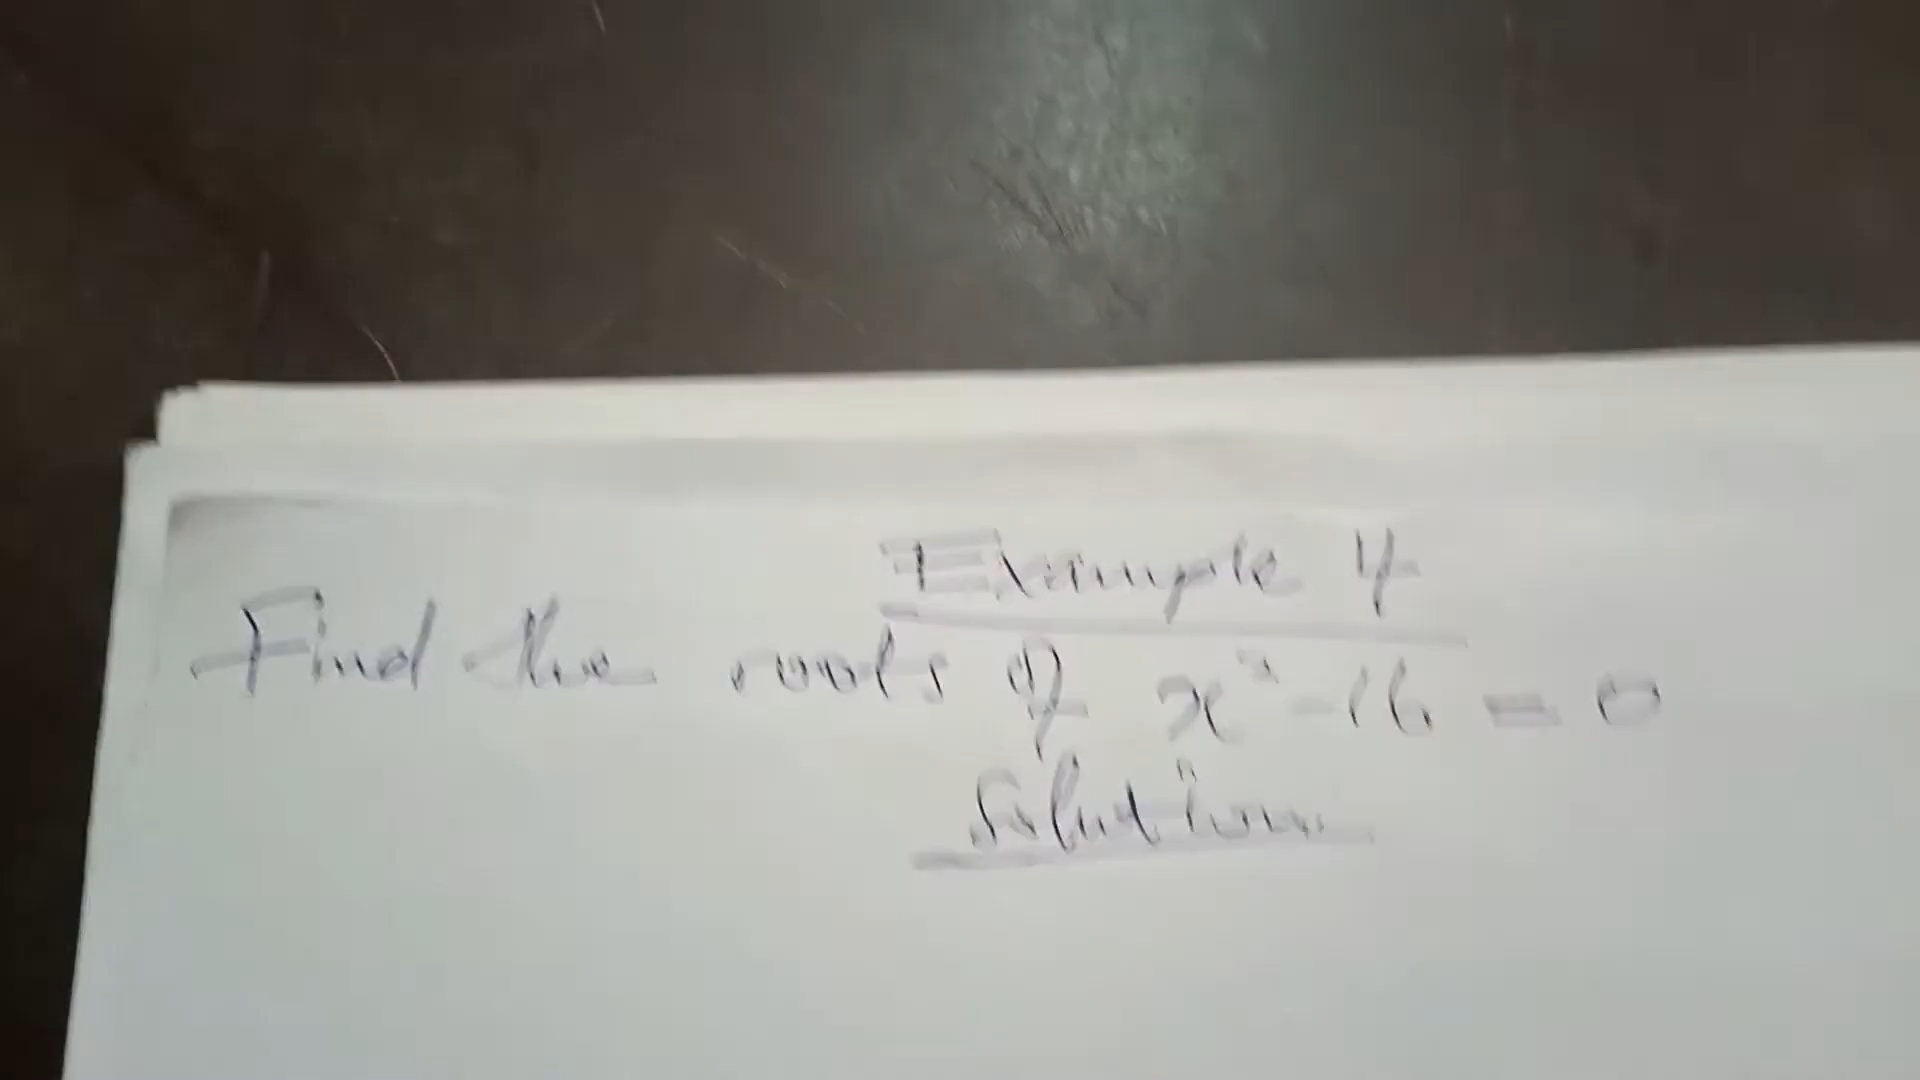 Example 4
Find the roots of x² - 16 = 0
Solution